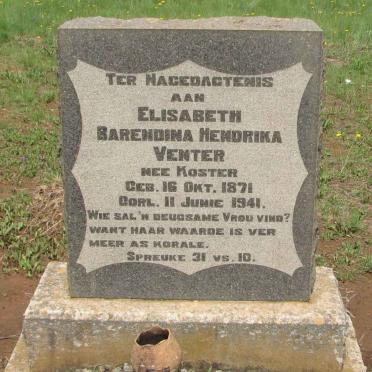 TER NAGEDAGTENIS
AAN
ELISABETH
BARENDINA HENDRIKA
VENTER
NEE KOSTER
GEB. 16 OKT. 1871
OORL. 11 JUNIE 1941.
WIE SAL 'N DEUGSAME VROU VIND?
WANT HAAR WAARDE IS VER
MEER AS KORALE.
SPREUKE 31 VS. 10.